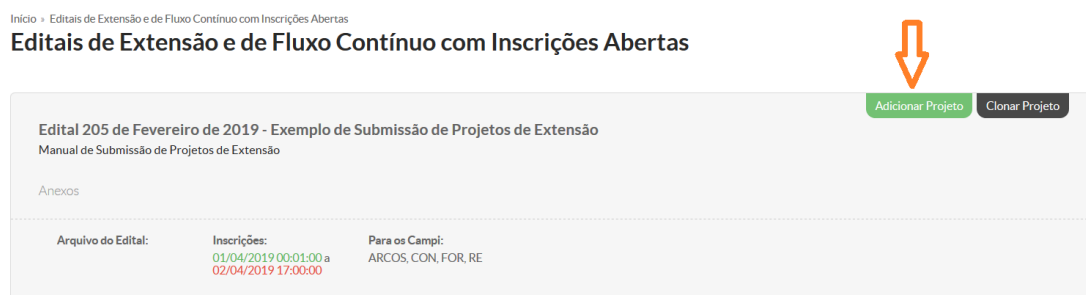 Início » Editais de Extensão e de Fluxo Contínuo com Inscrições Abertas
Editais de Extensão e de Fluxo Contínuo com Inscrições Abertas
Adicionar Projeto Clonar Projeto
Edital 205 de Fevereiro de 2019 - Exemplo de Submissão de Projetos de Extensão
Manual de Submissão de Projetos de Extensão
Anexos
Arquivo do Edital: Inscrições: Para os Campi:
01/04/2019 00:01:00 a ARCOS, CON, FOR, RE
02/04/2019 17:00:00